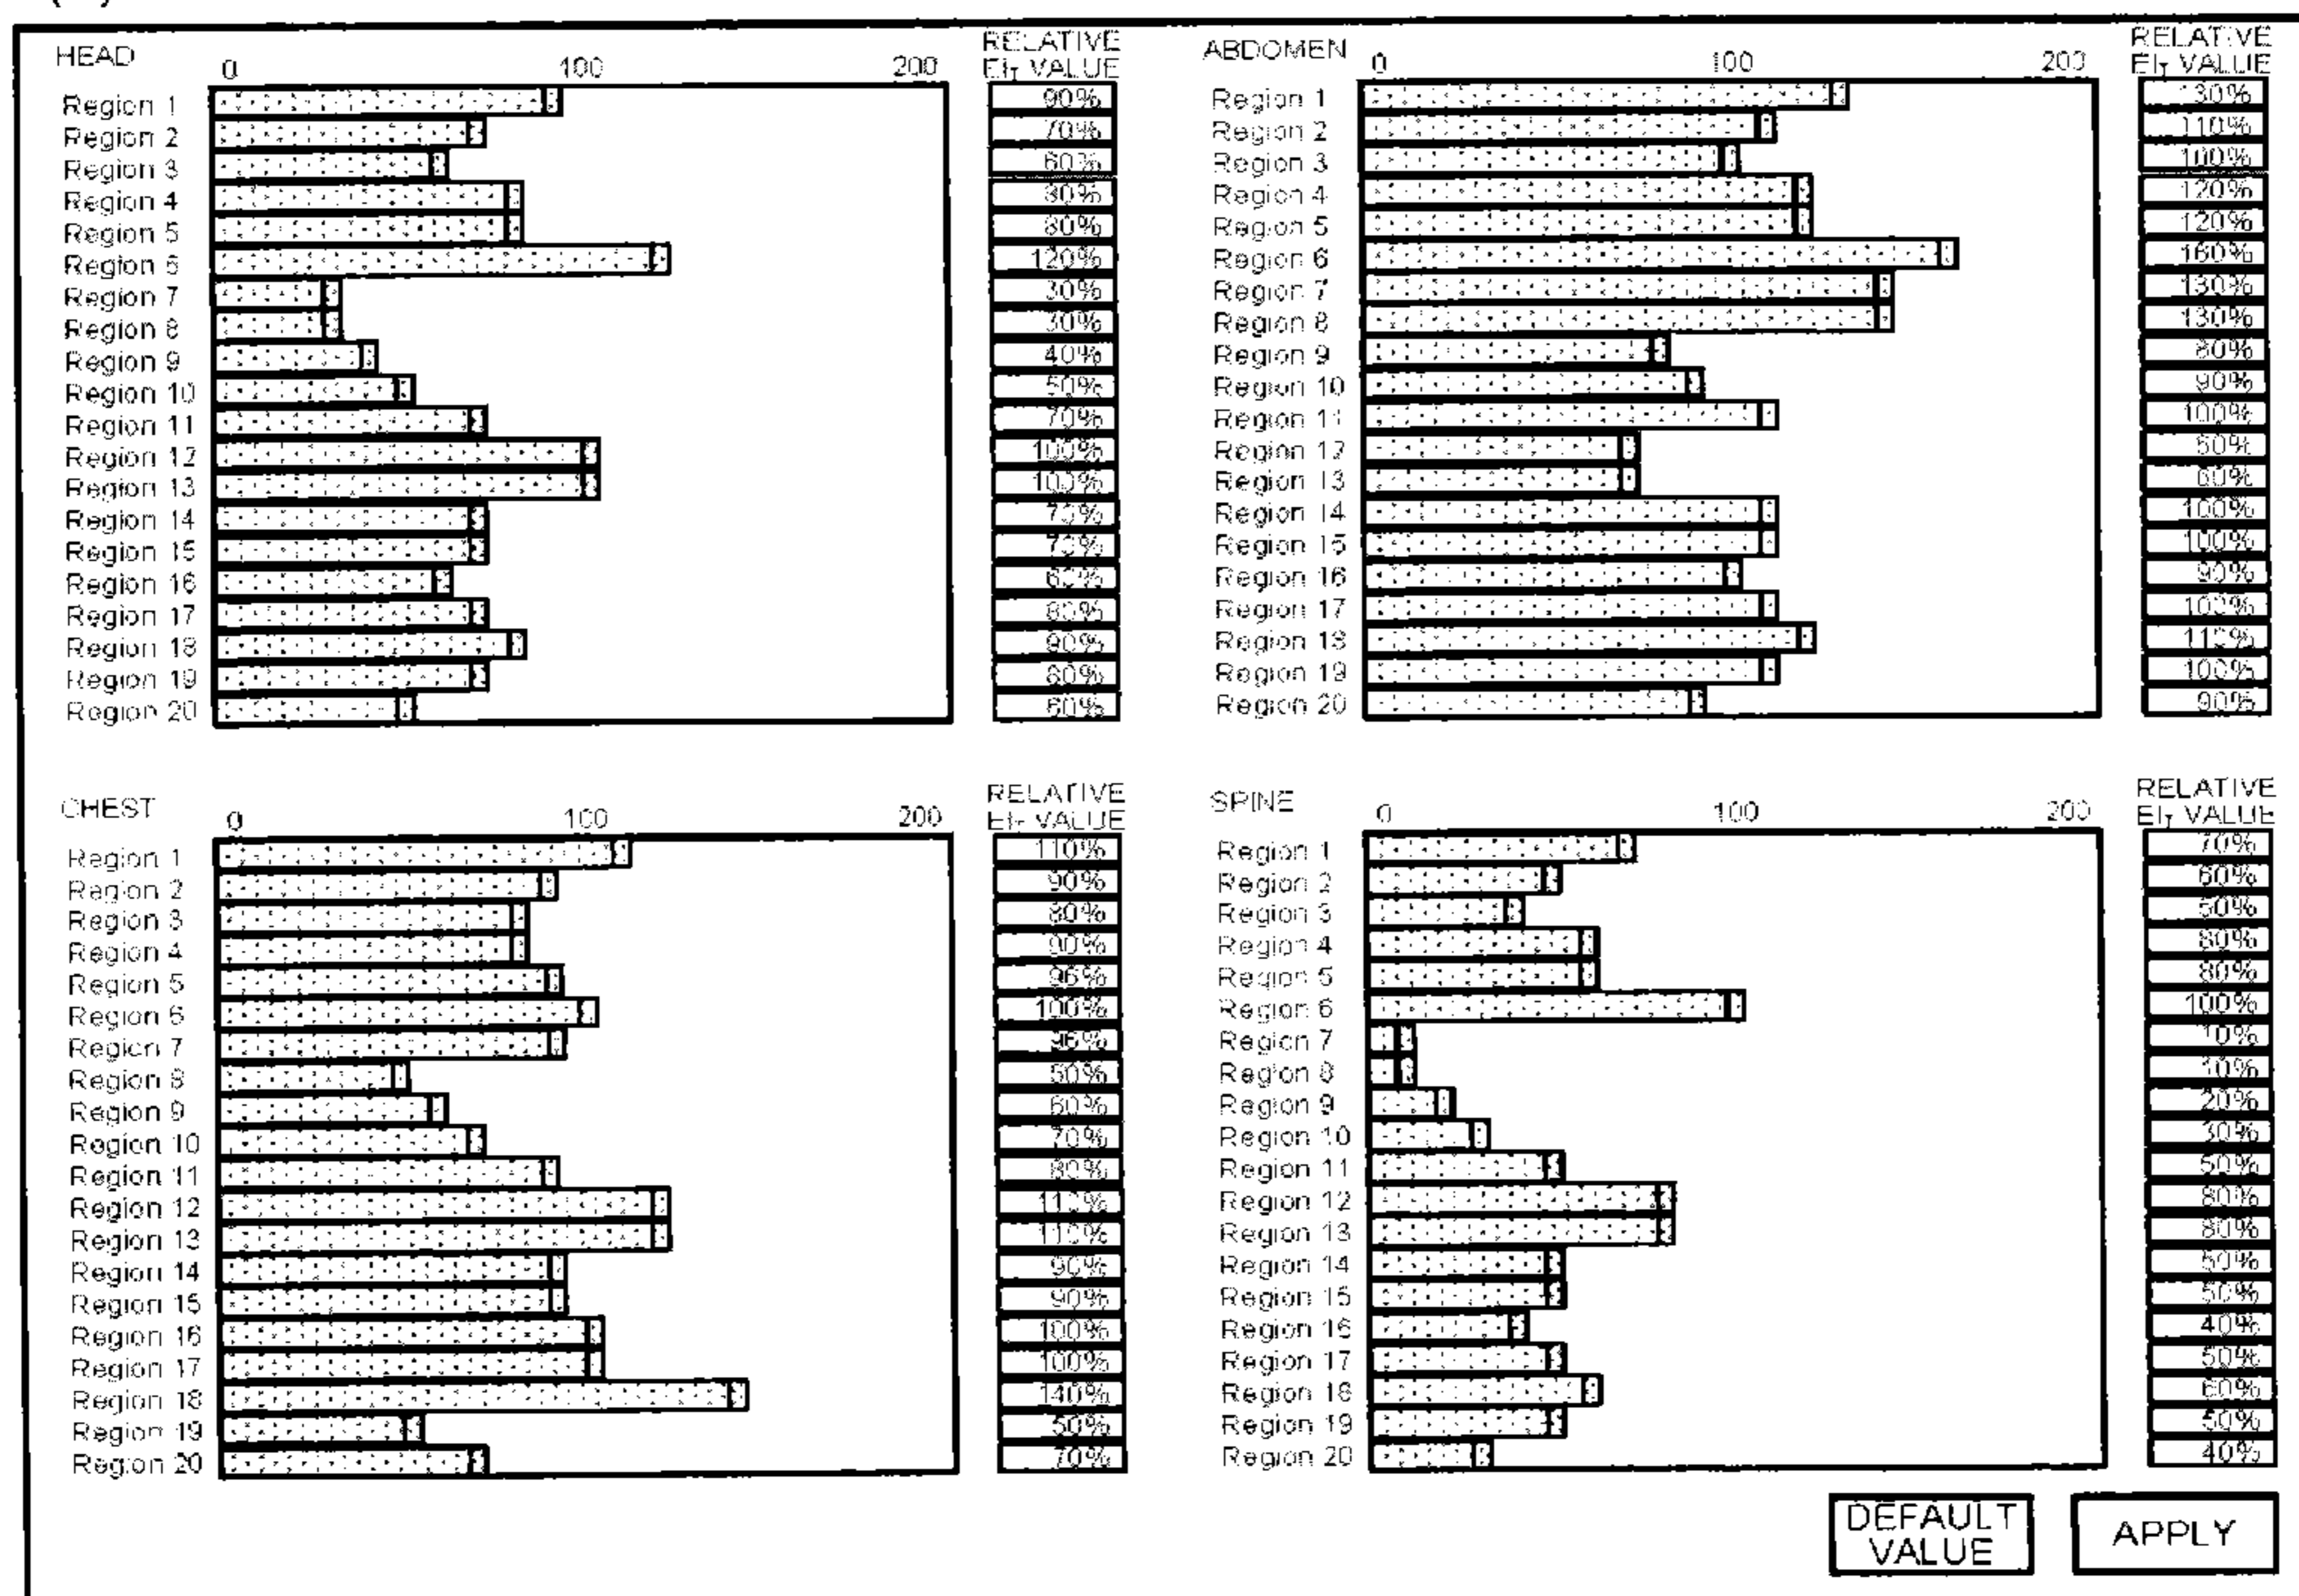 HEAD 0 100 200 RELATIVE EI_T VALUE
Region 1 90%
Region 2 70%
Region 3 60%
Region 4 80%
Region 5 80%
Region 6 120%
Region 7 30%
Region 8 30%
Region 9 40%
Region 10 50%
Region 11 70%
Region 12 100%
Region 13 100%
Region 14 70%
Region 15 70%
Region 16 60%
Region 17 80%
Region 18 90%
Region 19 80%
Region 20 60%
ABDOMEN 0 100 200 RELATIVE EI_T VALUE
Region 1 130%
Region 2 110%
Region 3 100%
Region 4 120%
Region 5 120%
Region 6 160%
Region 7 130%
Region 8 130%
Region 9 80%
Region 10 90%
Region 11 100%
Region 12
Region 13 60%
Region 14 100%
Region 15 100%
Region 16 90%
Region 17 100%
Region 18 110%
Region 19 100%
Region 20 90%
CHEST 0 100 200 RELATIVE EI_T VALUE
Region 1 110%
Region 2 90%
Region 3 80%
Region 4
Region 5 96%
Region 6 100%
Region 7 96%
Region 8 50%
Region 9 60%
Region 10 70%
Region 11 80%
Region 12 110%
Region 13 110%
Region 14 90%
Region 15 90%
Region 16 100%
Region 17 100%
Region 18 140%
Region 19 50%
Region 20 70%
SPINE 0 100 200 RELATIVE EI_T VALUE
Region 1 70%
Region 2 60%
Region 3 50%
Region 4
Region 5
Region 6 100%
Region 7 10%
Region 8 10%
Region 9 20%
Region 10 30%
Region 11 50%
Region 12 80%
Region 13 80%
Region 14 50%
Region 15 50%
Region 16 40%
Region 17 50%
Region 18 60%
Region 19 50%
Region 20 40%
DEFAULT
VALUE
APPLY